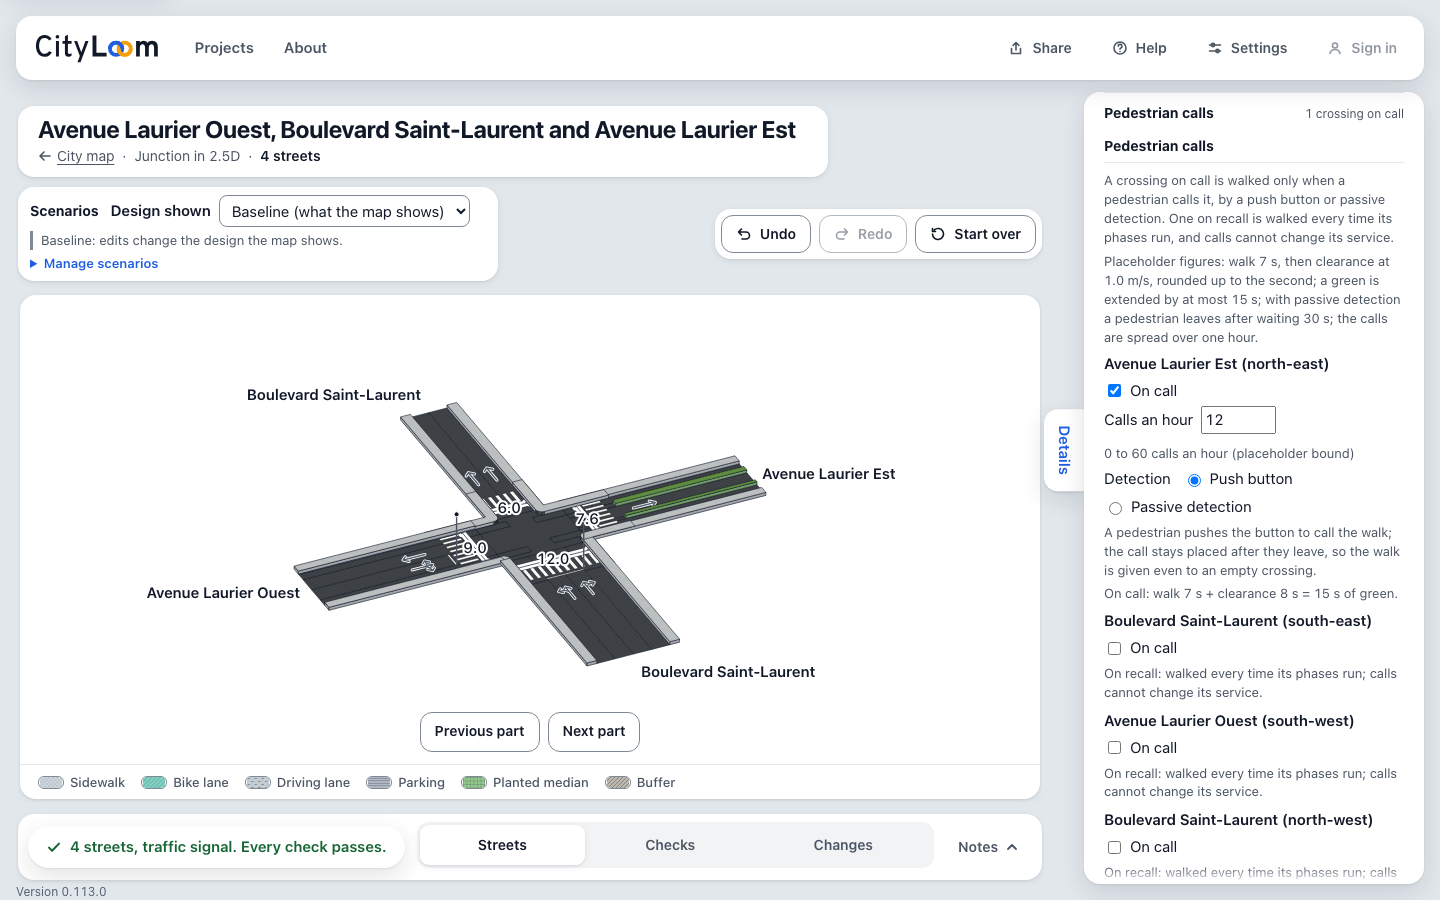 CityLoom
Projects
About
Share
Help
Settings
Sign in
Avenue Laurier Ouest, Boulevard Saint-Laurent and Avenue Laurier Est
← City map · Junction in 2.5D · 4 streets
Scenarios Design shown Baseline (what the map shows)
Baseline: edits change the design the map shows.
Manage scenarios
Undo
Redo
Start over
Boulevard Saint-Laurent
Avenue Laurier Est
6.0
7.6
9.0
12.0
Avenue Laurier Ouest
Boulevard Saint-Laurent
Previous part
Next part
Sidewalk
Bike lane
Driving lane
Parking
Planted median
Buffer
4 streets, traffic signal. Every check passes.
Streets
Checks
Changes
Notes
Version 0.113.0
Details
Pedestrian calls
1 crossing on call
Pedestrian calls
A crossing on call is walked only when a
pedestrian calls it, by a push button or passive
detection. One on recall is walked every time its
phases run, and calls cannot change its service.
Placeholder figures: walk 7 s, then clearance at
1.0 m/s, rounded up to the second; a green is
extended by at most 15 s; with passive detection
a pedestrian leaves after waiting 30 s; the calls
are spread over one hour.
Avenue Laurier Est (north-east)
On call
Calls an hour 12
0 to 60 calls an hour (placeholder bound)
Detection Push button
Passive detection
A pedestrian pushes the button to call the walk;
the call stays placed after they leave, so the walk
is given even to an empty crossing.
On call: walk 7 s + clearance 8 s = 15 s of green.
Boulevard Saint-Laurent (south-east)
On call
On recall: walked every time its phases run; calls
cannot change its service.
Avenue Laurier Ouest (south-west)
On call
On recall: walked every time its phases run; calls
cannot change its service.
Boulevard Saint-Laurent (north-west)
On call
On recall: walked every time its phases run; calls